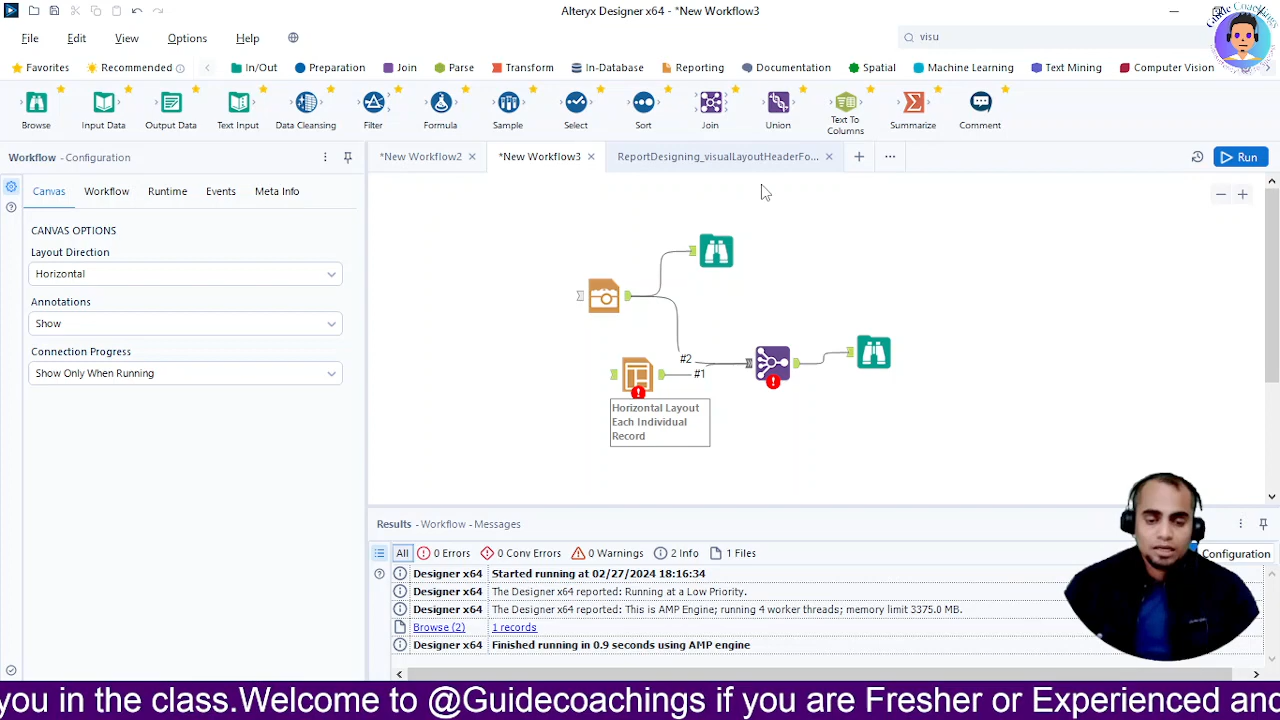 Alteryx Designer x64 - *New Workflow3
File Edit View Options Help
visu
Favorites Recommended In/Out Preparation Join Parse Transform In-Database Reporting Documentation Spatial Machine Learning Text Mining Computer Vision
Browse Input Data Output Data Text Input Data Cleansing Filter Formula Sample Select Sort Join Union Text To Columns Summarize Comment
Workflow - Configuration
*New Workflow2 *New Workflow3 ReportDesigning_visualLayoutHeaderFo... Run
Canvas Workflow Runtime Events Meta Info
CANVAS OPTIONS
Layout Direction
Horizontal
Annotations
Show
Connection Progress
Show Only When Running
#2
#1
Horizontal Layout
Each Individual
Record
Results - Workflow - Messages
All 0 Errors 0 Conv Errors 0 Warnings 2 Info 1 Files
Configuration
Designer x64 Started running at 02/27/2024 18:16:34
Designer x64 The Designer x64 reported: Running at a Low Priority.
Designer x64 The Designer x64 reported: This is AMP Engine; running 4 worker threads; memory limit 3375.0 MB.
Browse (2) 1 records
Designer x64 Finished running in 0.9 seconds using AMP engine
you in the class.Welcome to @Guidecoachings if you are Fresher or Experienced and